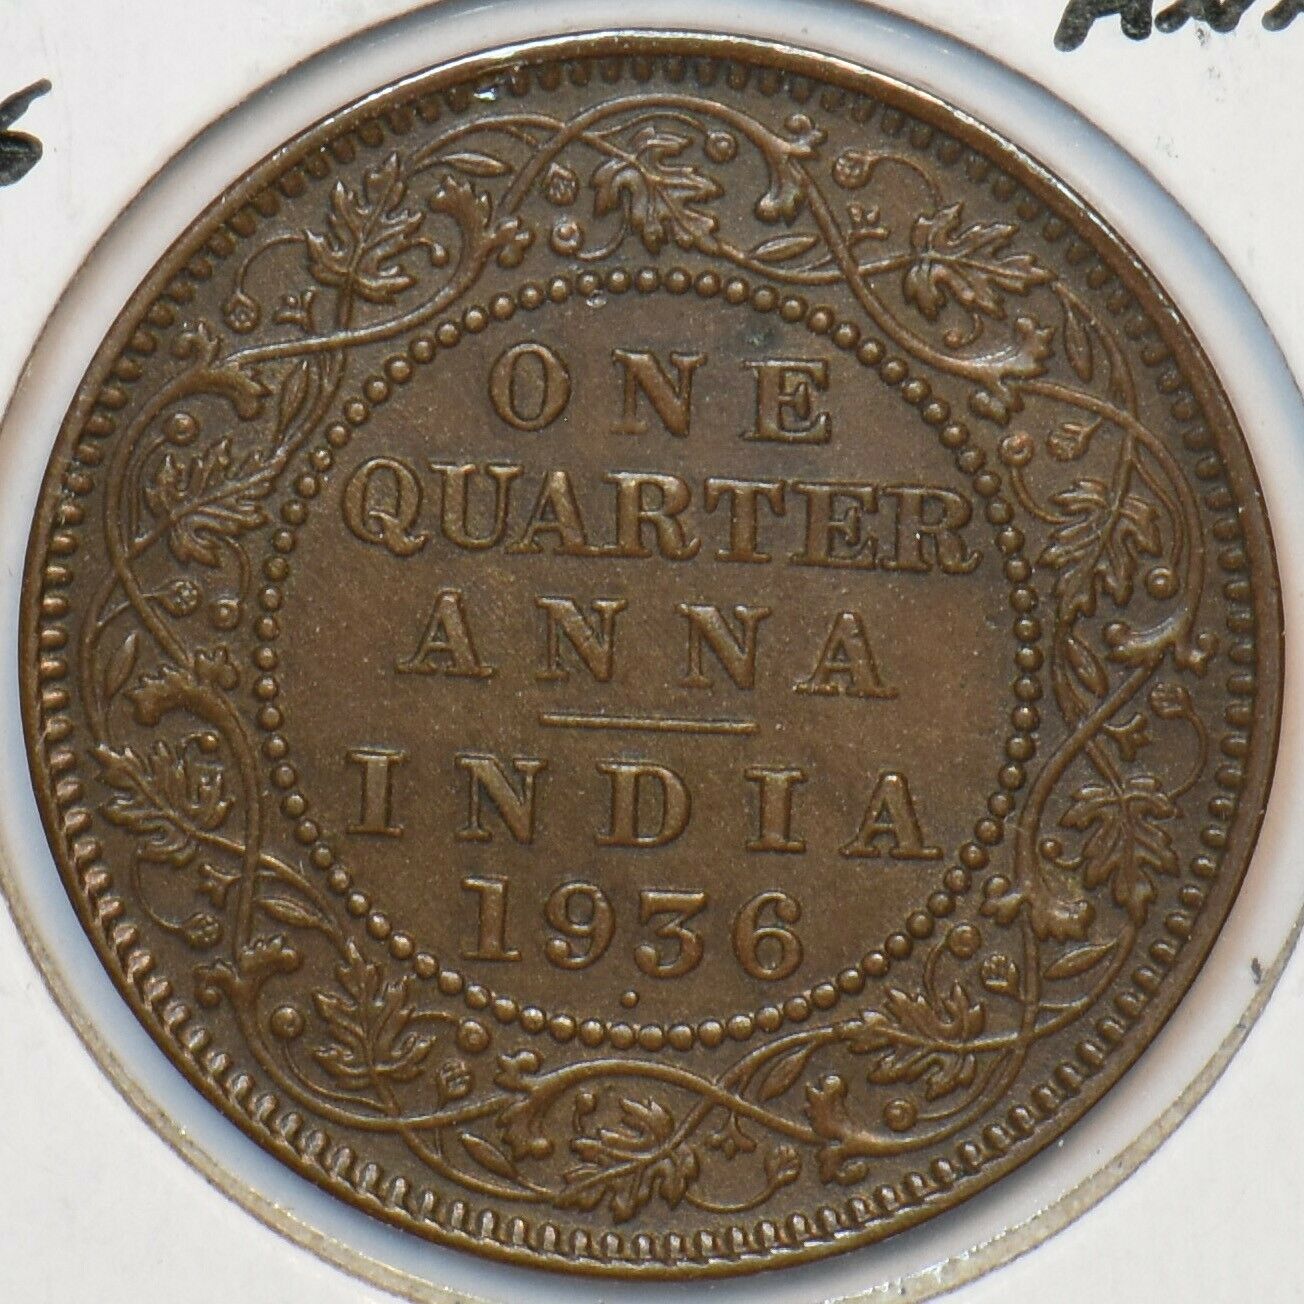 ONE
QUARTER
ANNA
INDIA
1936